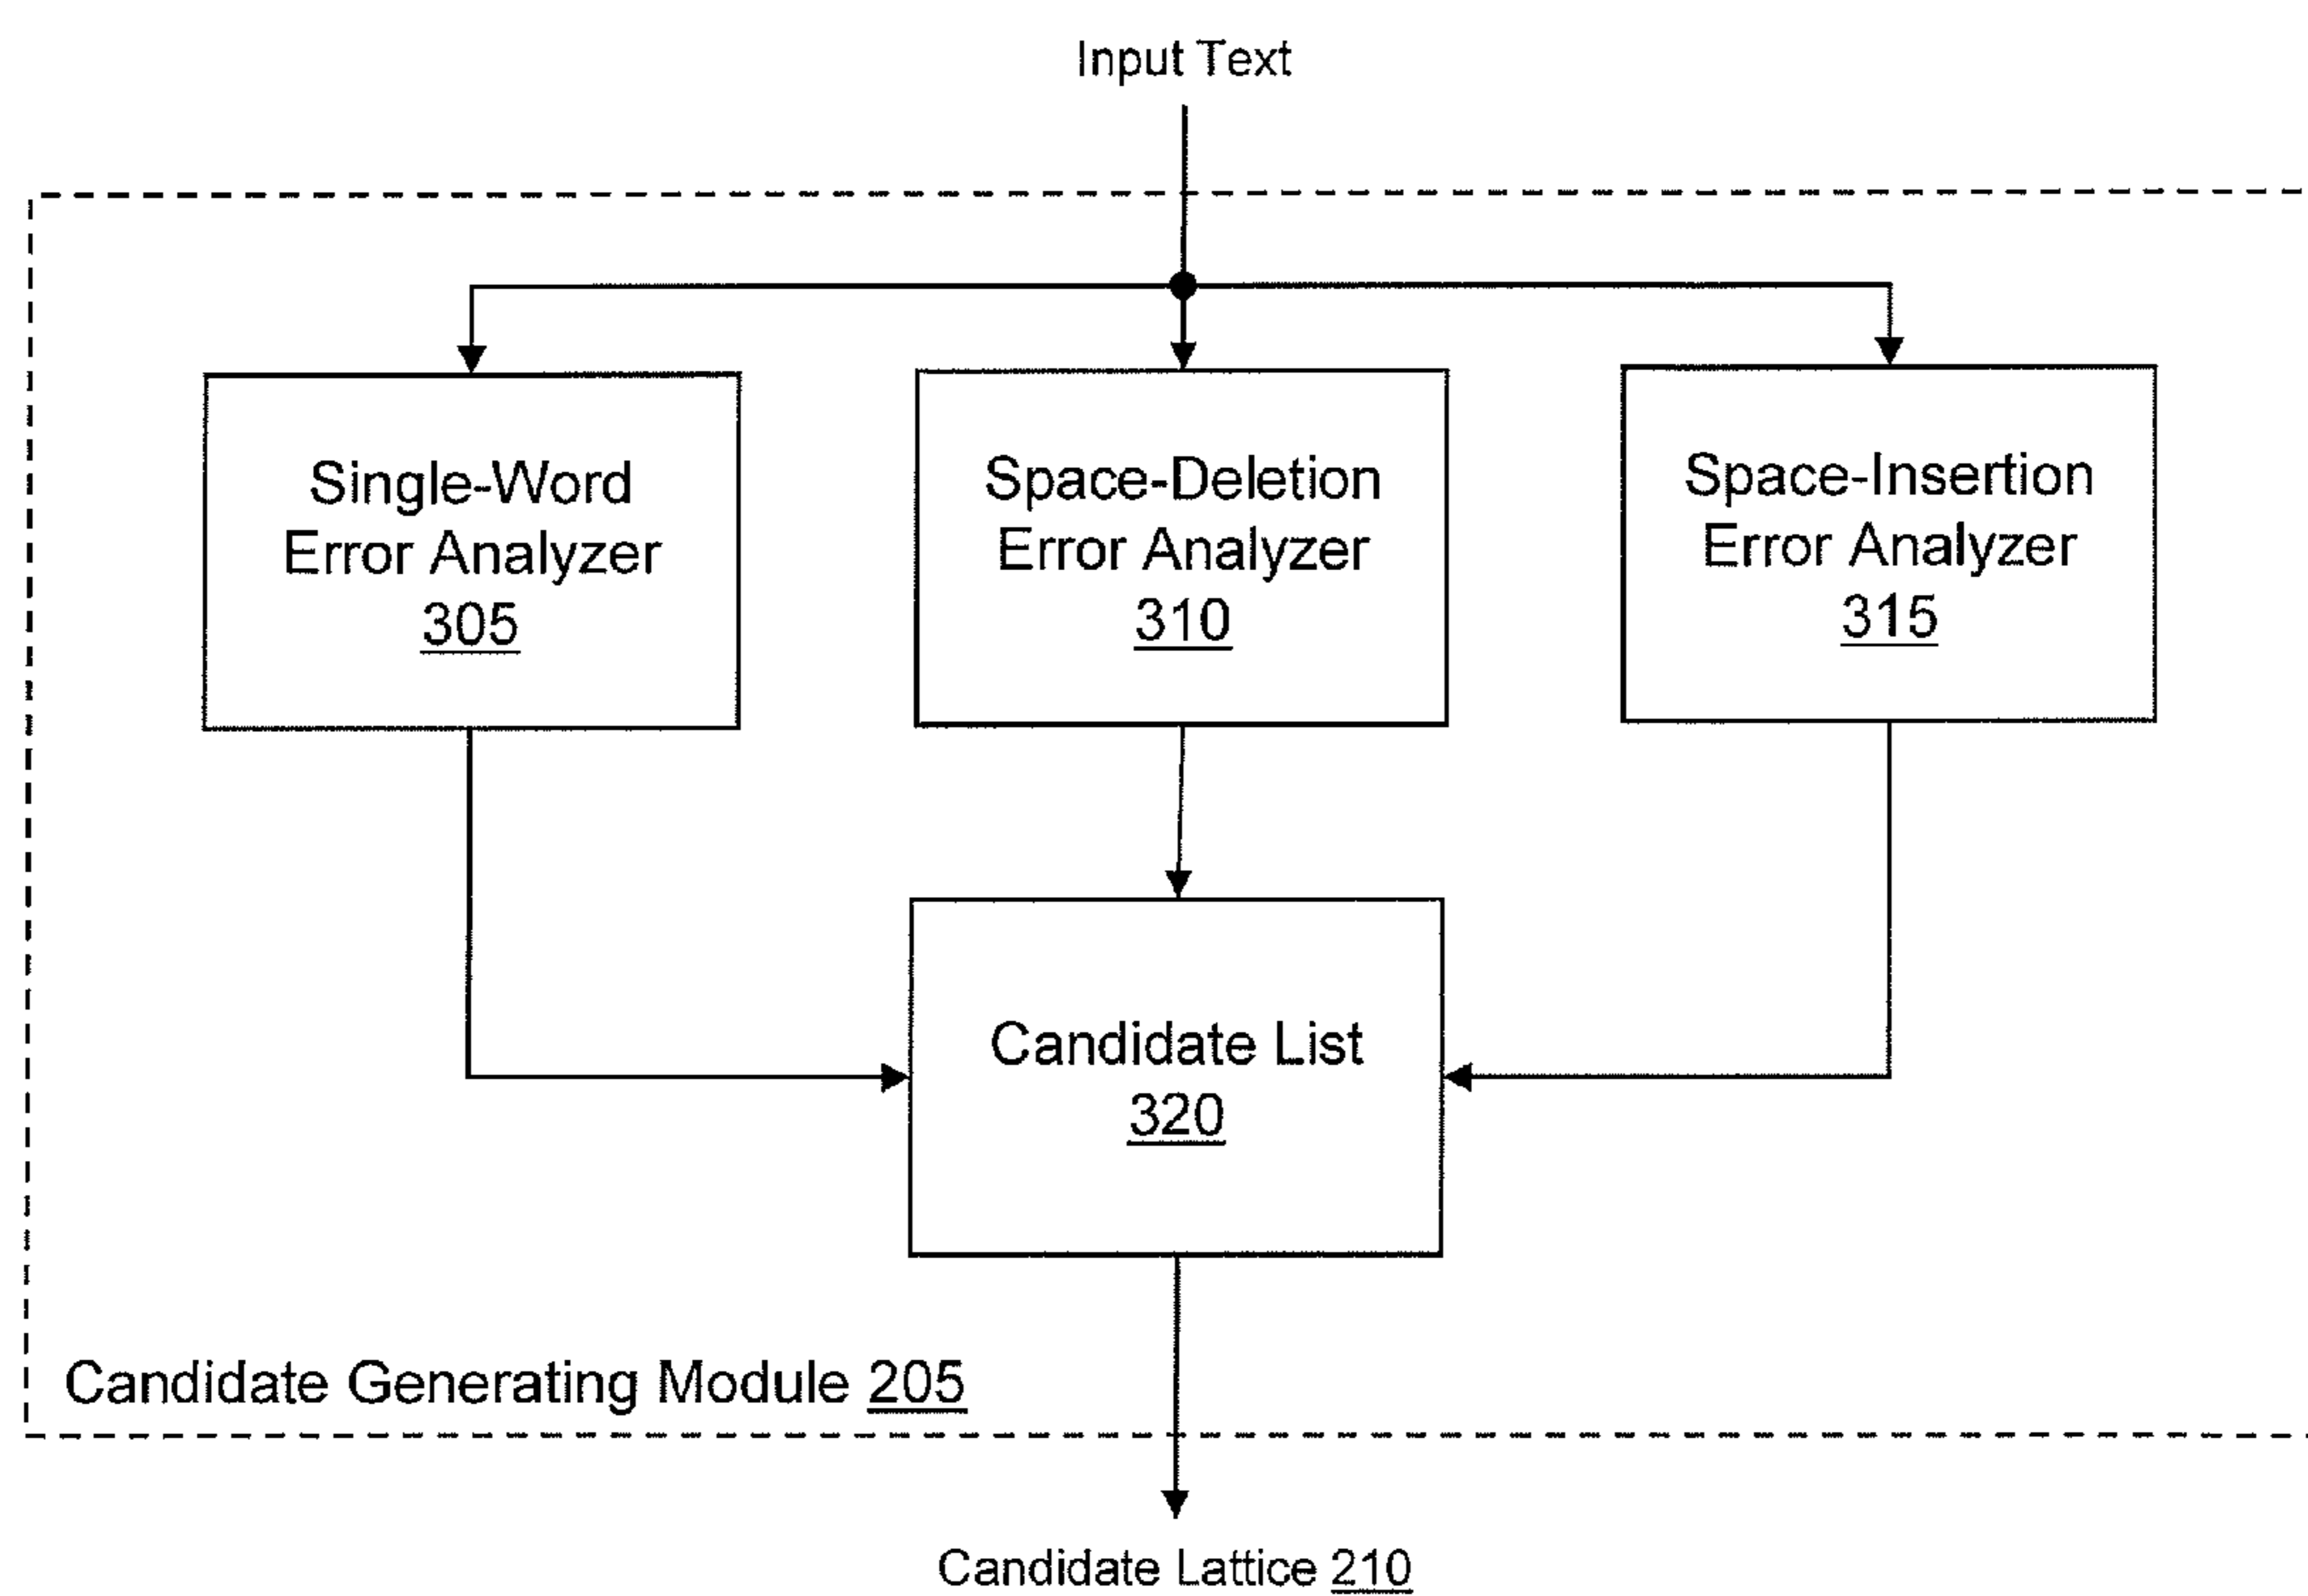 Input Text
Single-Word
Error Analyzer
305
Space-Deletion
Error Analyzer
310
Space-Insertion
Error Analyzer
315
Candidate List
320
Candidate Generating Module 205
Candidate Lattice 210